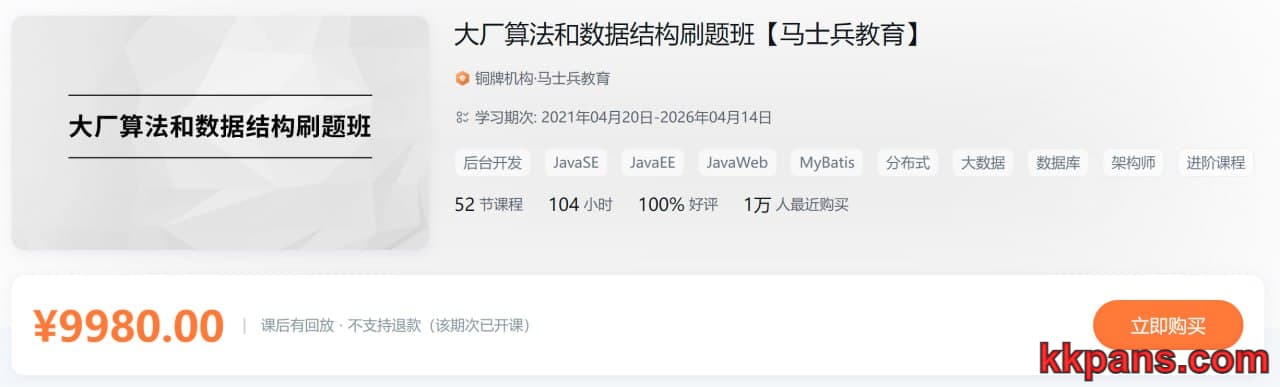 大厂算法和数据结构刷题班
大厂算法和数据结构刷题班【马士兵教育】
铜牌机构·马士兵教育
学习期次: 2021年04月20日-2026年04月14日
后台开发 JavaSE JavaEE JavaWeb MyBatis 分布式 大数据 数据库 架构师 进阶课程
52 节课程 104 小时 100% 好评 1万 人最近购买
¥9980.00 | 课后有回放 · 不支持退款（该期次已开课）
立即购买
kkpans.com